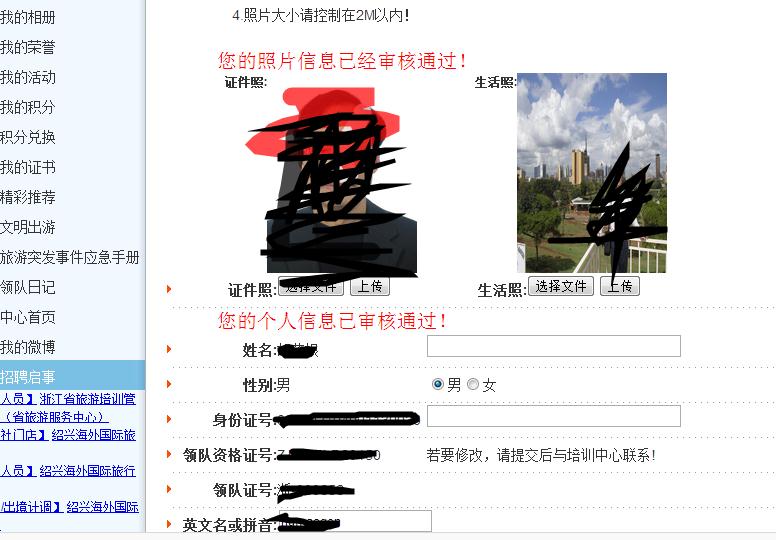 我的相册
我的荣誉
我的活动
我的积分
积分兑换
我的证书
精彩推荐
文明出游
旅游突发事件应急手册
领队日记
中心首页
我的微博
招聘启事
人员】 浙江省旅游培训管
（省旅游服务中心）
社门店】 绍兴海外国际旅
人员】 绍兴海外国际旅行
/出境计调】 绍兴海外国际
4.照片大小请控制在2M以内！
您的照片信息已经审核通过！
证件照:
生活照:
证件照: 选择文件 上传
生活照: 选择文件 上传
您的个人信息已审核通过！
姓名:
性别:男 男 女
身份证号:
领队资格证号: 若要修改，请提交后与培训中心联系！
领队证号:
英文名或拼音: